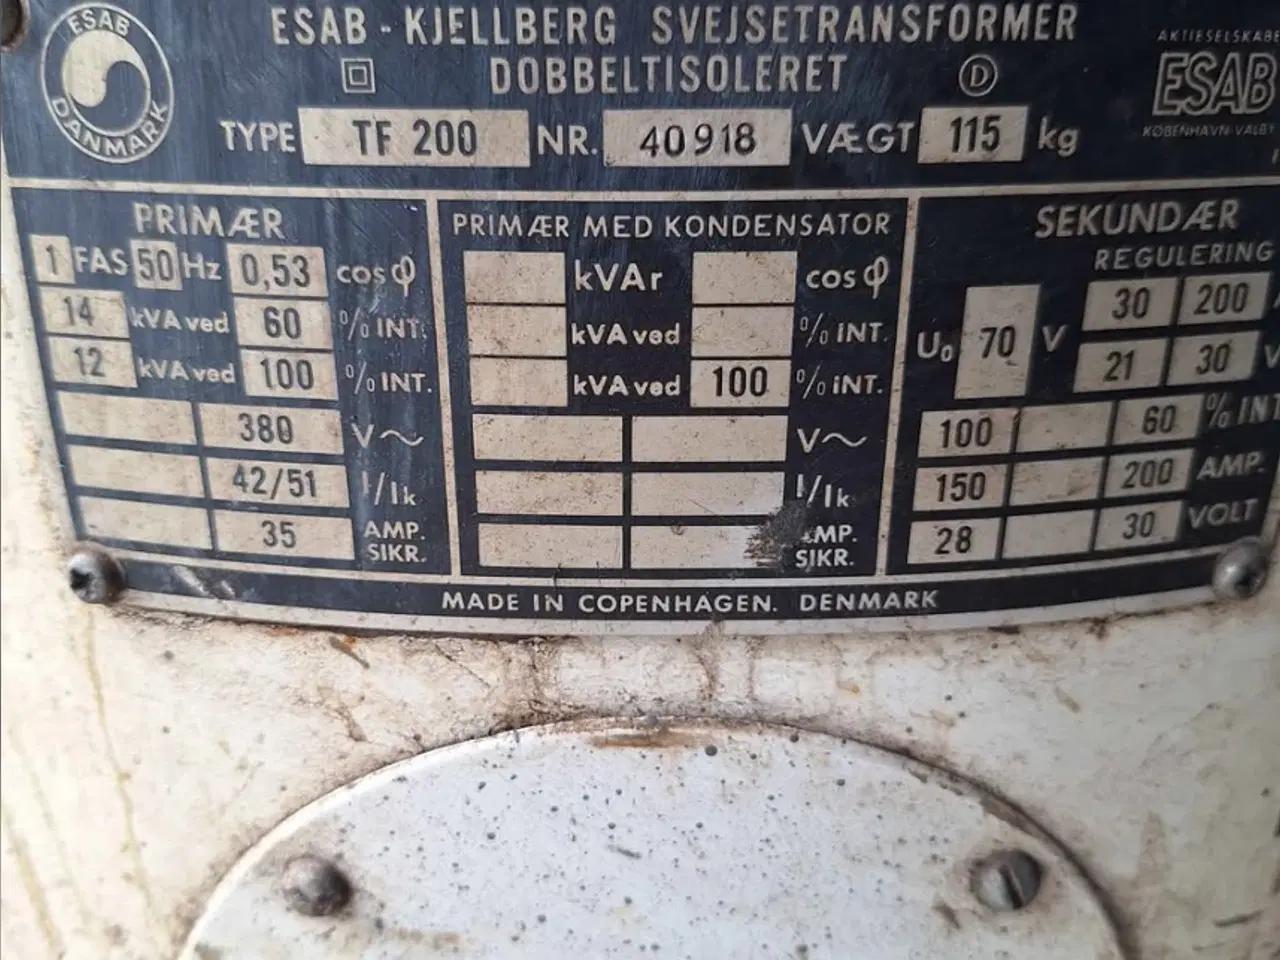 ESAB DANMARK
ESAB - KJELLBERG SVEJSETRANSFORMER
DOBBELTISOLERET D
AKTIESELSKABE
ESAB
KØBENHAVN-VALBY
TYPE TF 200 NR. 40918 VÆGT 115 kg
PRIMÆR
1 FAS 50 Hz 0,53 cos φ
14 kVA ved 60 % INT.
12 kVA ved 100 % INT.
380 V~
42/51 I/Ik
35 AMP. SIKR.
PRIMÆR MED KONDENSATOR
kVAr cos φ
kVA ved % INT.
kVA ved 100 % INT.
V~
I/Ik
AMP. SIKR.
SEKUNDÆR
REGULERING
30 200
U₀ 70 V
21 30 V
100 60 % INT
150 200 AMP.
28 30 VOLT
MADE IN COPENHAGEN. DENMARK